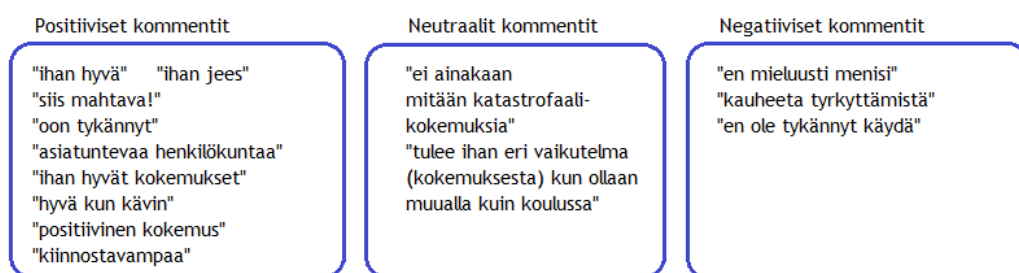 Positiiviset kommentit
"ihan hyvä" "ihan jees"
"siis mahtava!"
"oon tykännyt"
"asiatuntevaa henkilökuntaa"
"ihan hyvät kokemukset"
"hyvä kun kävin"
"positiivinen kokemus"
"kiinnostavampaa"
Neutraalit kommentit
"ei ainakaan
mitään katastrofaali-
kokemuksia"
"tulee ihan eri vaikutelma
(kokemuksesta) kun ollaan
muualla kuin koulussa"
Negatiiviset kommentit
"en mieluusti menisi"
"kauheeta tyrkyttämistä"
"en ole tykännyt käydä"